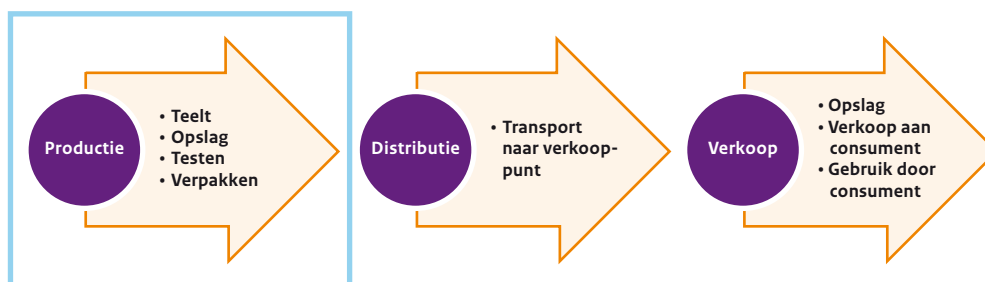 Productie
• Teelt
• Opslag
• Testen
• Verpakken
Distributie
• Transport
naar verkoop-
punt
Verkoop
• Opslag
• Verkoop aan
consument
• Gebruik door
consument